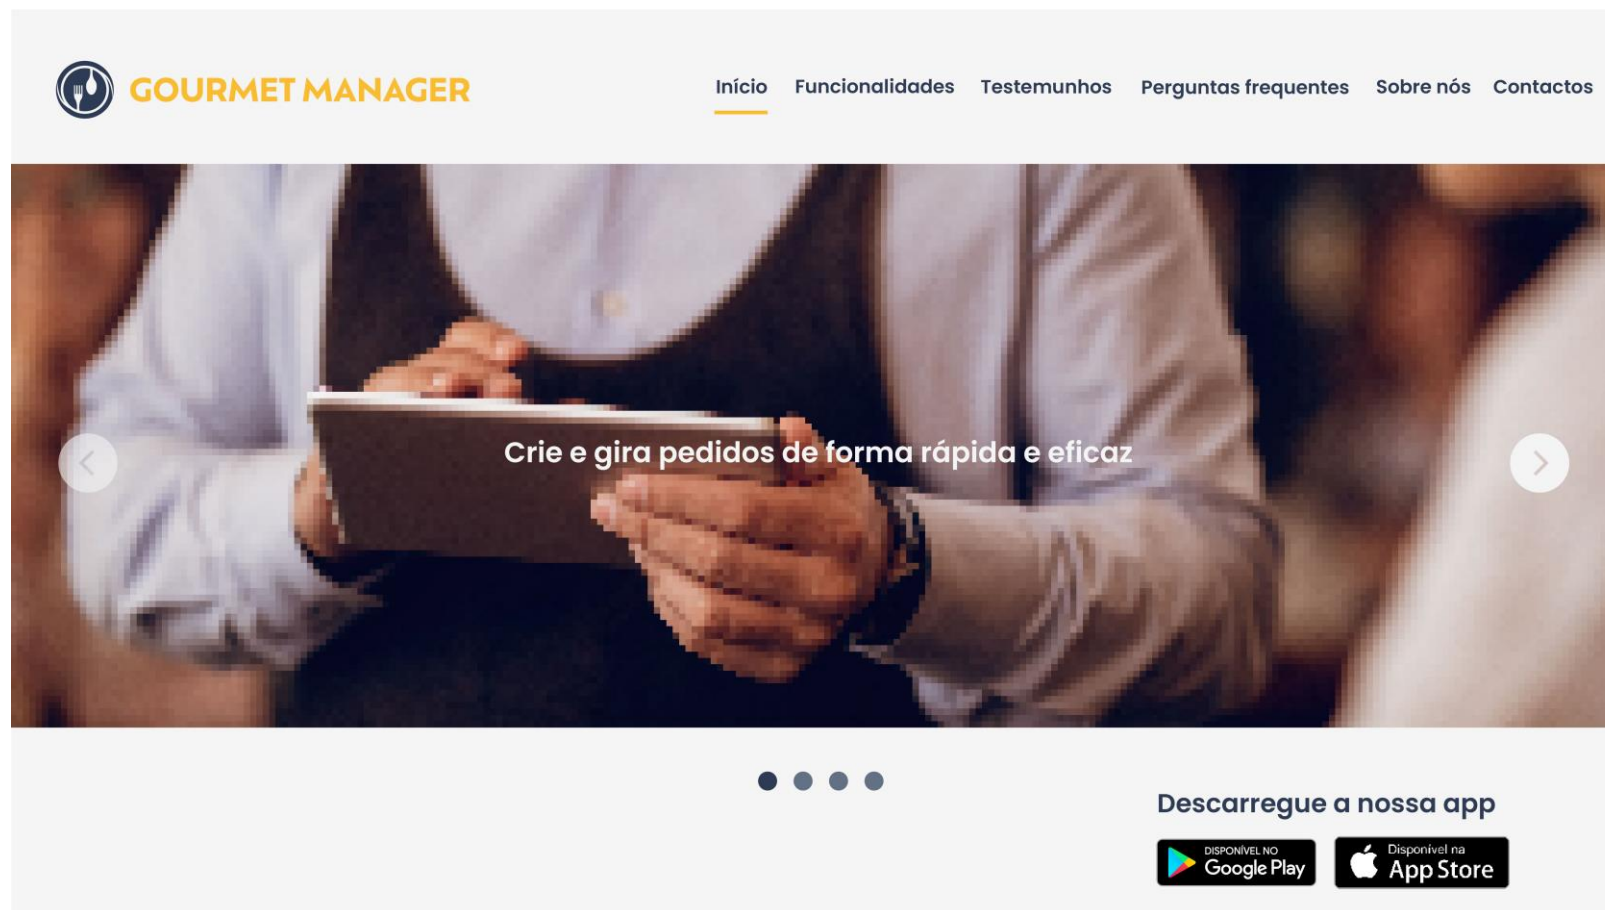 GOURMET MANAGER
Início Funcionalidades Testemunhos Perguntas frequentes Sobre nós Contactos
Crie e gira pedidos de forma rápida e eficaz
Descarregue a nossa app
DISPONÍVEL NO
Google Play
Disponível na
App Store